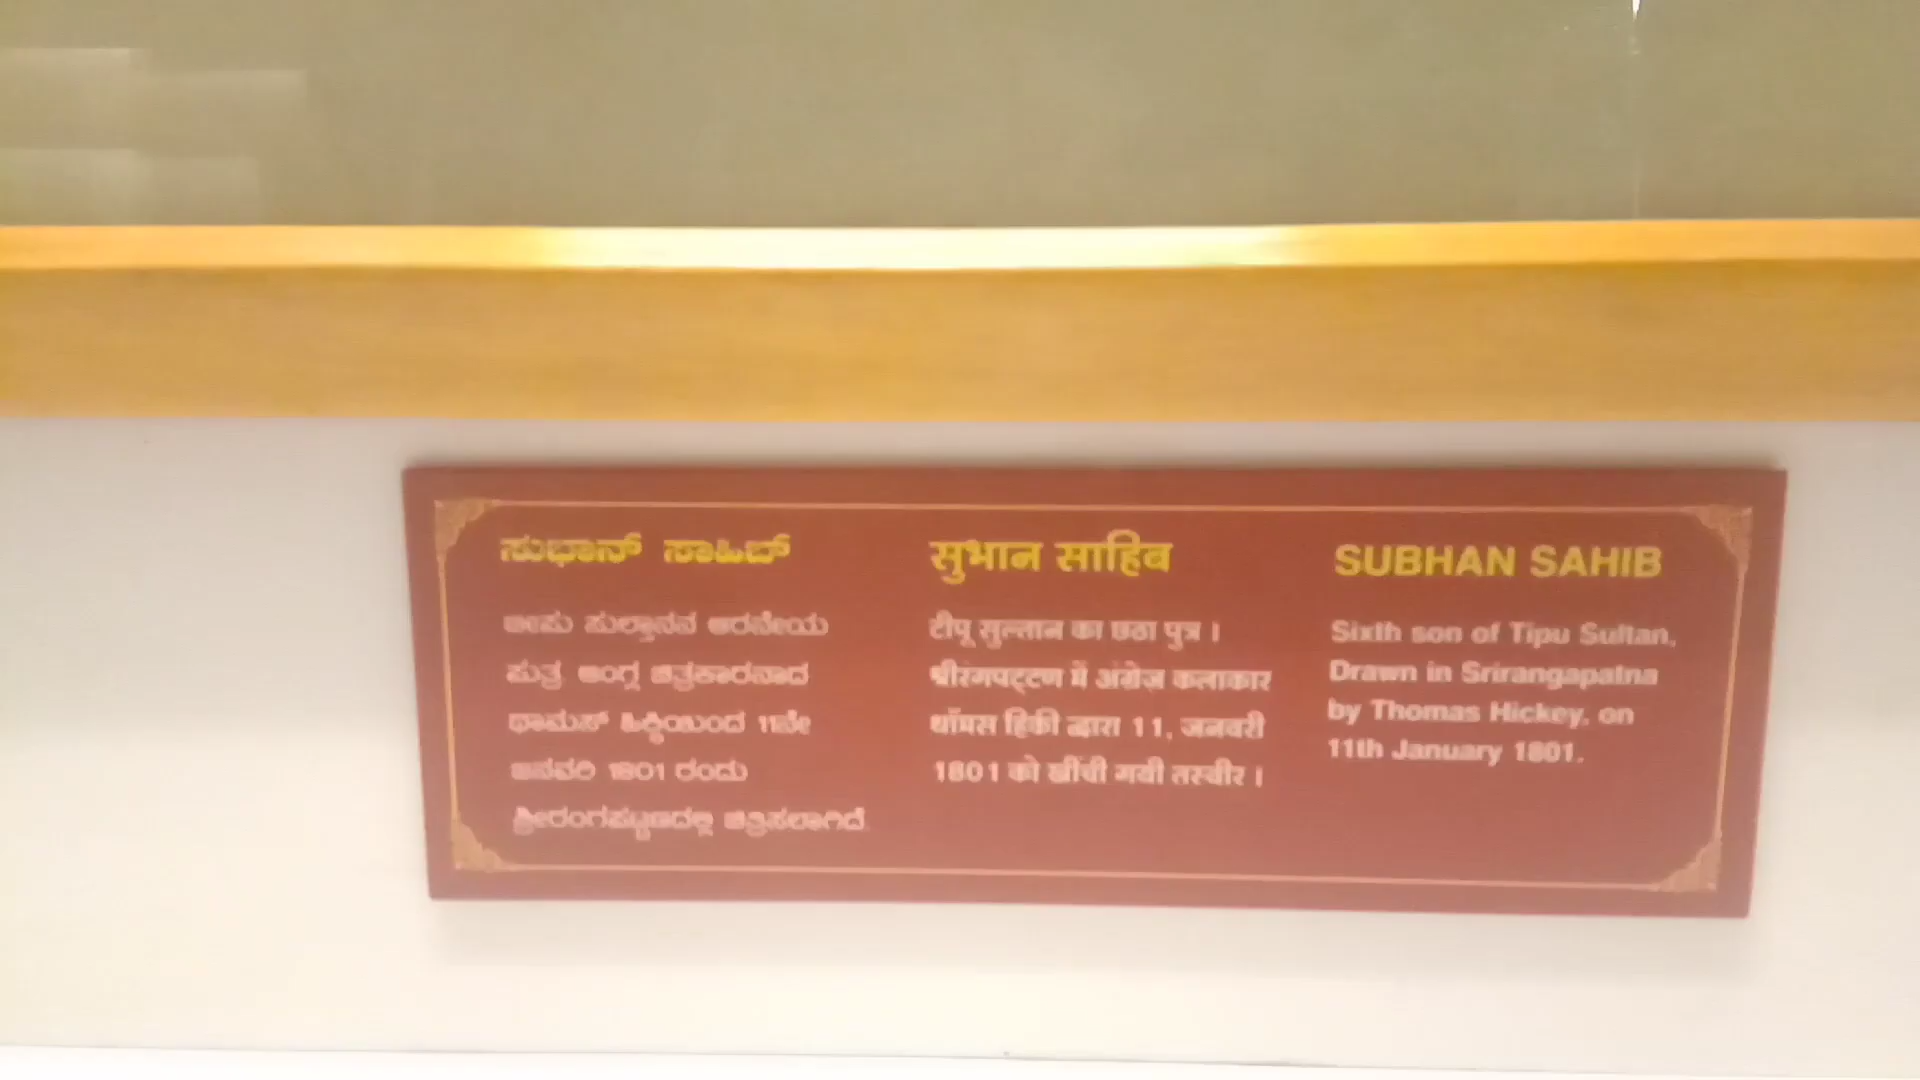 ಸುಭಾನ್ ಸಾಹಿಬ್
ಟೀಪು ಸುಲ್ತಾನನ ಆರನೇಯ
ಪುತ್ರ ಆಂಗ್ಲ ಚಿತ್ರಕಾರನಾದ
ಥಾಮಸ್ ಹಿಕ್ಕಿಯಿಂದ 11ನೇ
ಜನವರಿ 1801 ರಂದು
ಶ್ರೀರಂಗಪಟ್ಟಣದಲ್ಲಿ ಚಿತ್ರಿಸಲಾಗಿದೆ.
सुभान साहिब
टीपू सुल्तान का छठा पुत्र ।
श्रीरंगपट्टण में अंग्रेज़ कलाकार
थॉमस हिकी द्वारा 11, जनवरी
1801 को खींची गयी तस्वीर ।
SUBHAN SAHIB
Sixth son of Tipu Sultan,
Drawn in Srirangapatna
by Thomas Hickey, on
11th January 1801.